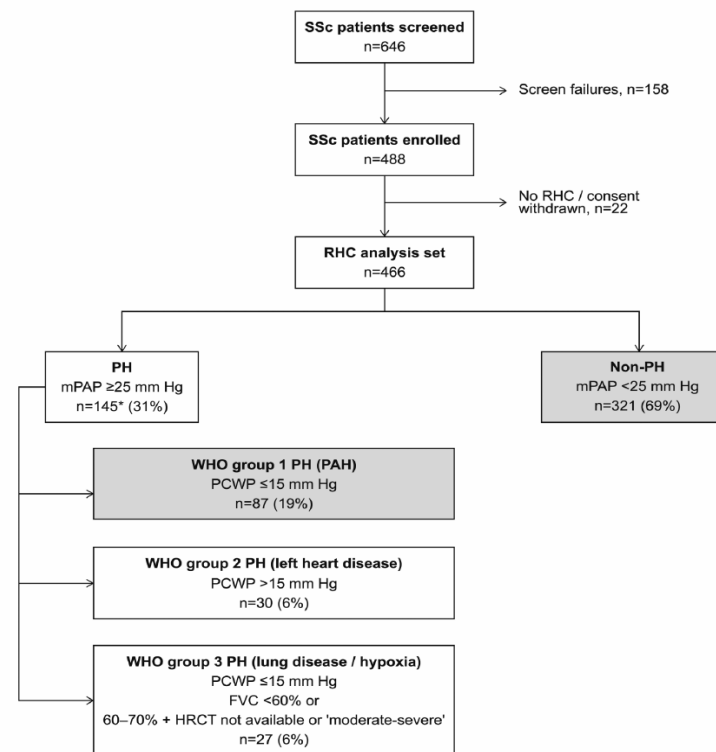 SSc patients screened
n=646
Screen failures, n=158
SSc patients enrolled
n=488
No RHC / consent
withdrawn, n=22
RHC analysis set
n=466
PH
mPAP ≥25 mm Hg
n=145* (31%)
Non-PH
mPAP <25 mm Hg
n=321 (69%)
WHO group 1 PH (PAH)
PCWP ≤15 mm Hg
n=87 (19%)
WHO group 2 PH (left heart disease)
PCWP >15 mm Hg
n=30 (6%)
WHO group 3 PH (lung disease / hypoxia)
PCWP ≤15 mm Hg
FVC <60% or
60–70% + HRCT not available or 'moderate-severe'
n=27 (6%)